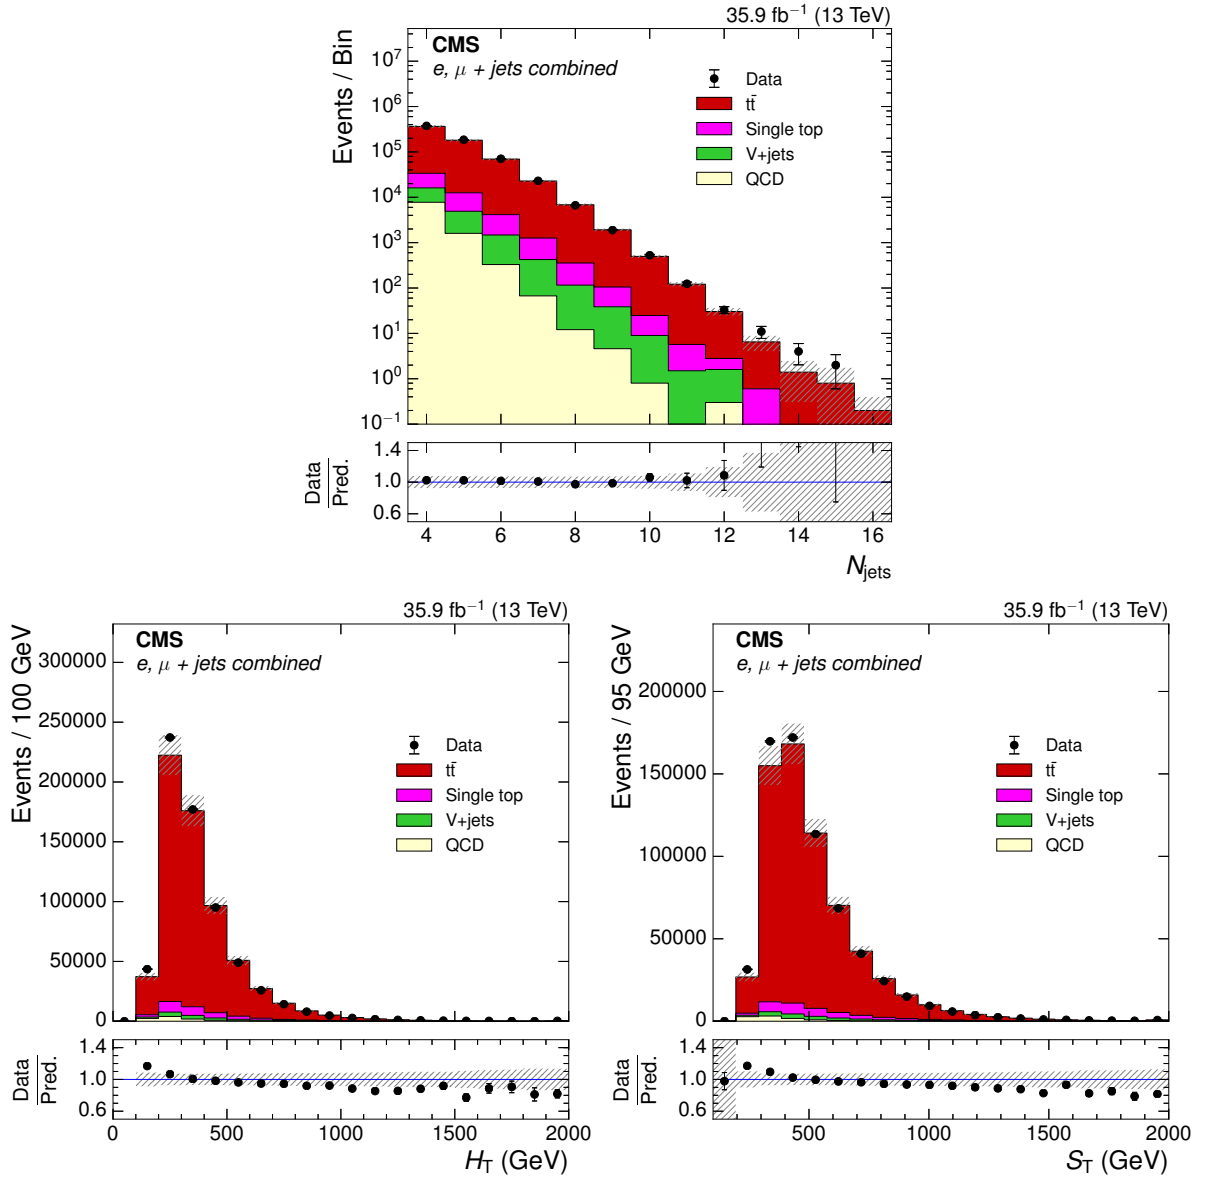 35.9 fb⁻¹ (13 TeV)
CMS
e, μ + jets combined
Events / Bin
10⁷
10⁶
10⁵
10⁴
10³
10²
10¹
10⁰
10⁻¹
Data
tt̄
Single top
V+jets
QCD
Data
Pred.
1.4
1.0
0.6
4 6 8 10 12 14 16
N_jets
35.9 fb⁻¹ (13 TeV)
CMS
e, μ + jets combined
Events / 100 GeV
300000
250000
200000
150000
100000
50000
0
Data
tt̄
Single top
V+jets
QCD
Data
Pred.
1.4
1.0
0.6
0 500 1000 1500 2000
H_T (GeV)
35.9 fb⁻¹ (13 TeV)
CMS
e, μ + jets combined
Events / 95 GeV
200000
150000
100000
50000
0
Data
tt̄
Single top
V+jets
QCD
Data
Pred.
1.4
1.0
0.6
500 1000 1500 2000
S_T (GeV)